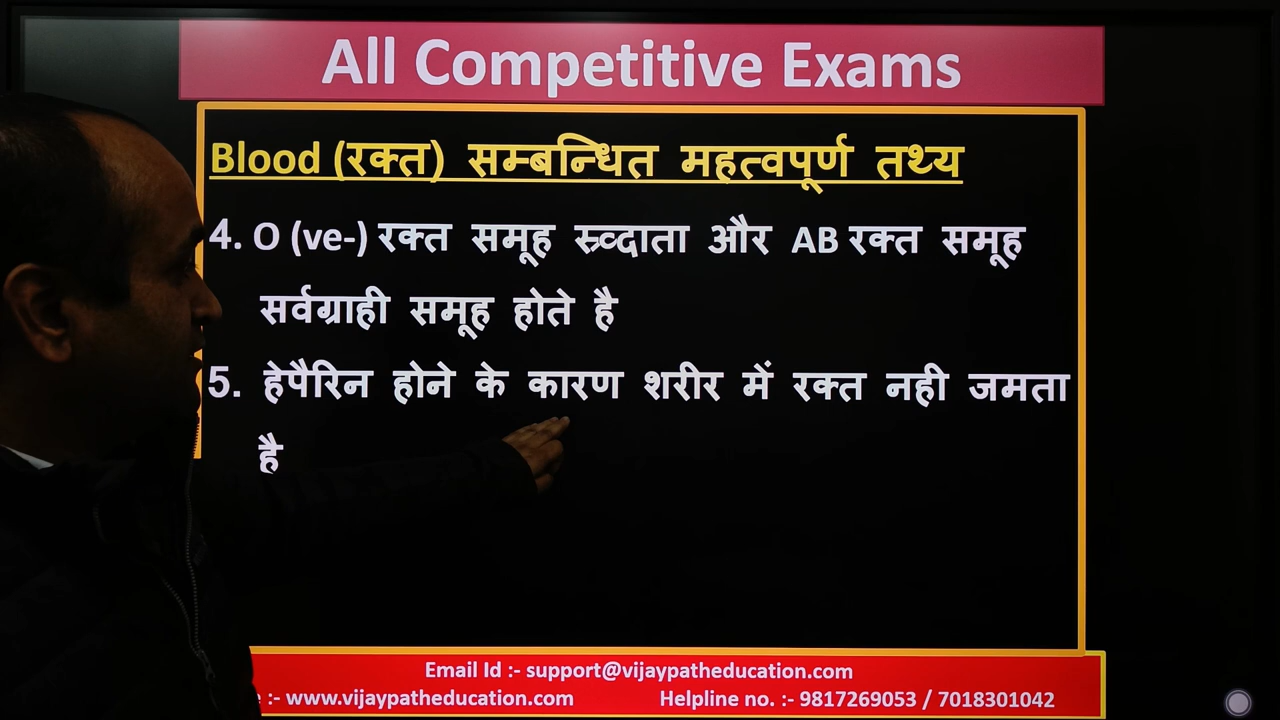 All Competitive Exams
Blood (रक्त) सम्बन्धित महत्वपूर्ण तथ्य
4. O (ve-) रक्त समूह स्र्व्दाता और AB रक्त समूह
सर्वग्राही समूह होते है
5. हेपैरिन होने के कारण शरीर में रक्त नही जमता
है
Email Id :- support@vijaypatheducation.com
:- www.vijaypatheducation.com Helpline no. :- 9817269053 / 7018301042